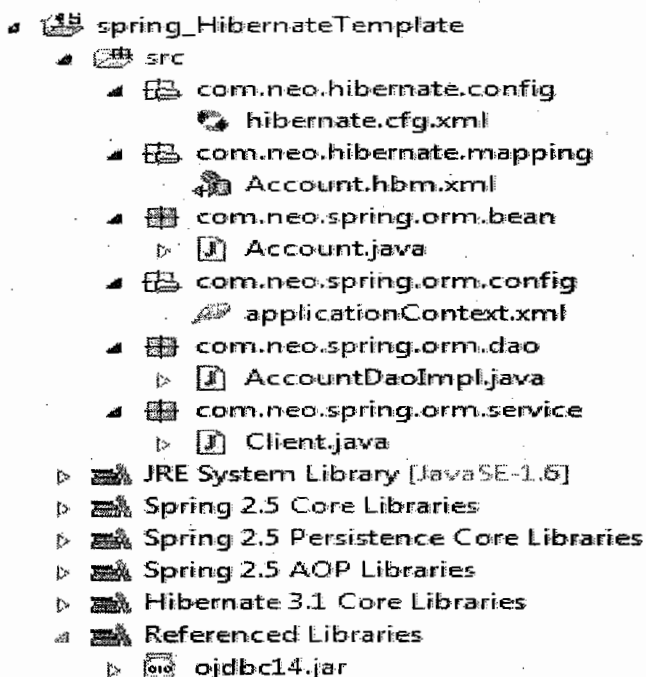 spring_HibernateTemplate
src
com.neo.hibernate.config
hibernate.cfg.xml
com.neo.hibernate.mapping
Account.hbm.xml
com.neo.spring.orm.bean
Account.java
com.neo.spring.orm.config
applicationContext.xml
com.neo.spring.orm.dao
AccountDaoImpl.java
com.neo.spring.orm.service
Client.java
JRE System Library [JavaSE-1.6]
Spring 2.5 Core Libraries
Spring 2.5 Persistence Core Libraries
Spring 2.5 AOP Libraries
Hibernate 3.1 Core Libraries
Referenced Libraries
ojdbc14.jar